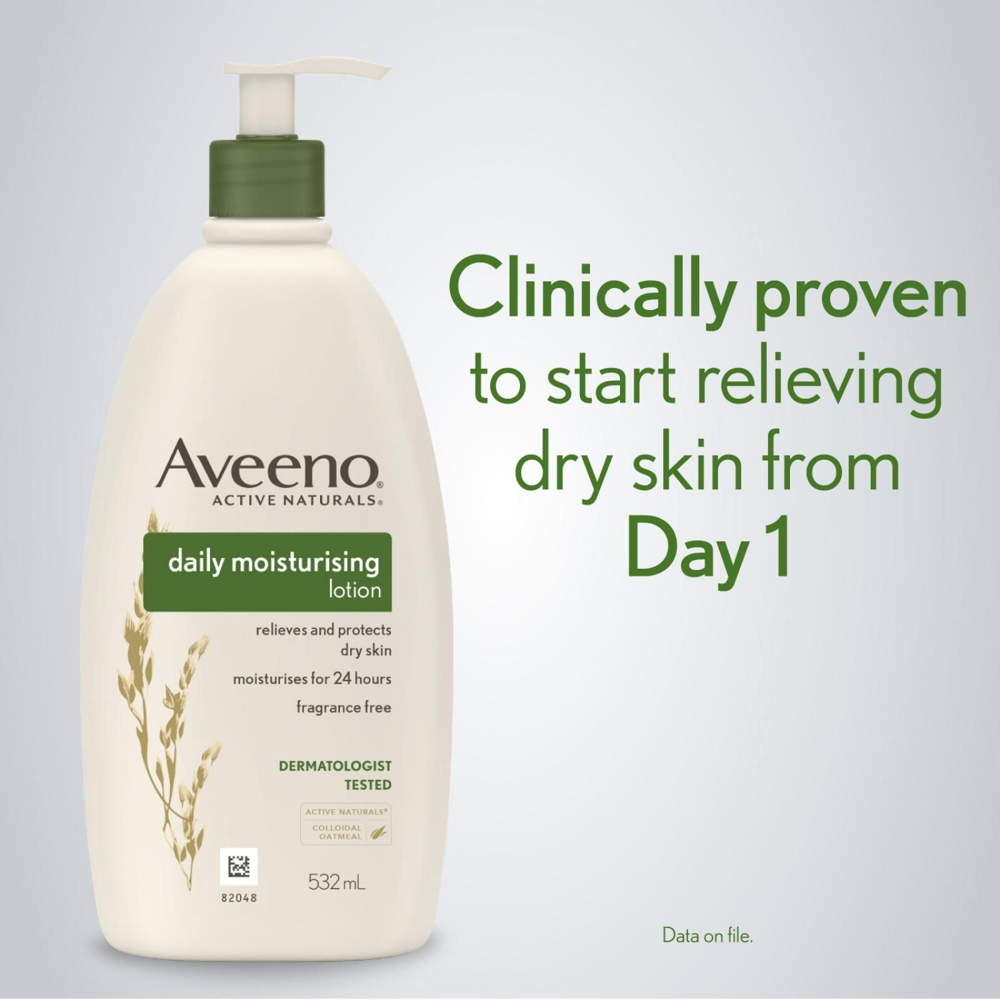 Aveeno®
ACTIVE NATURALS®
daily moisturising
lotion
relieves and protects
dry skin
moisturises for 24 hours
fragrance free
DERMATOLOGIST
TESTED
ACTIVE NATURALS®
COLLOIDAL
OATMEAL
82048
532 mL
Clinically proven
to start relieving
dry skin from
Day 1
Data on file.